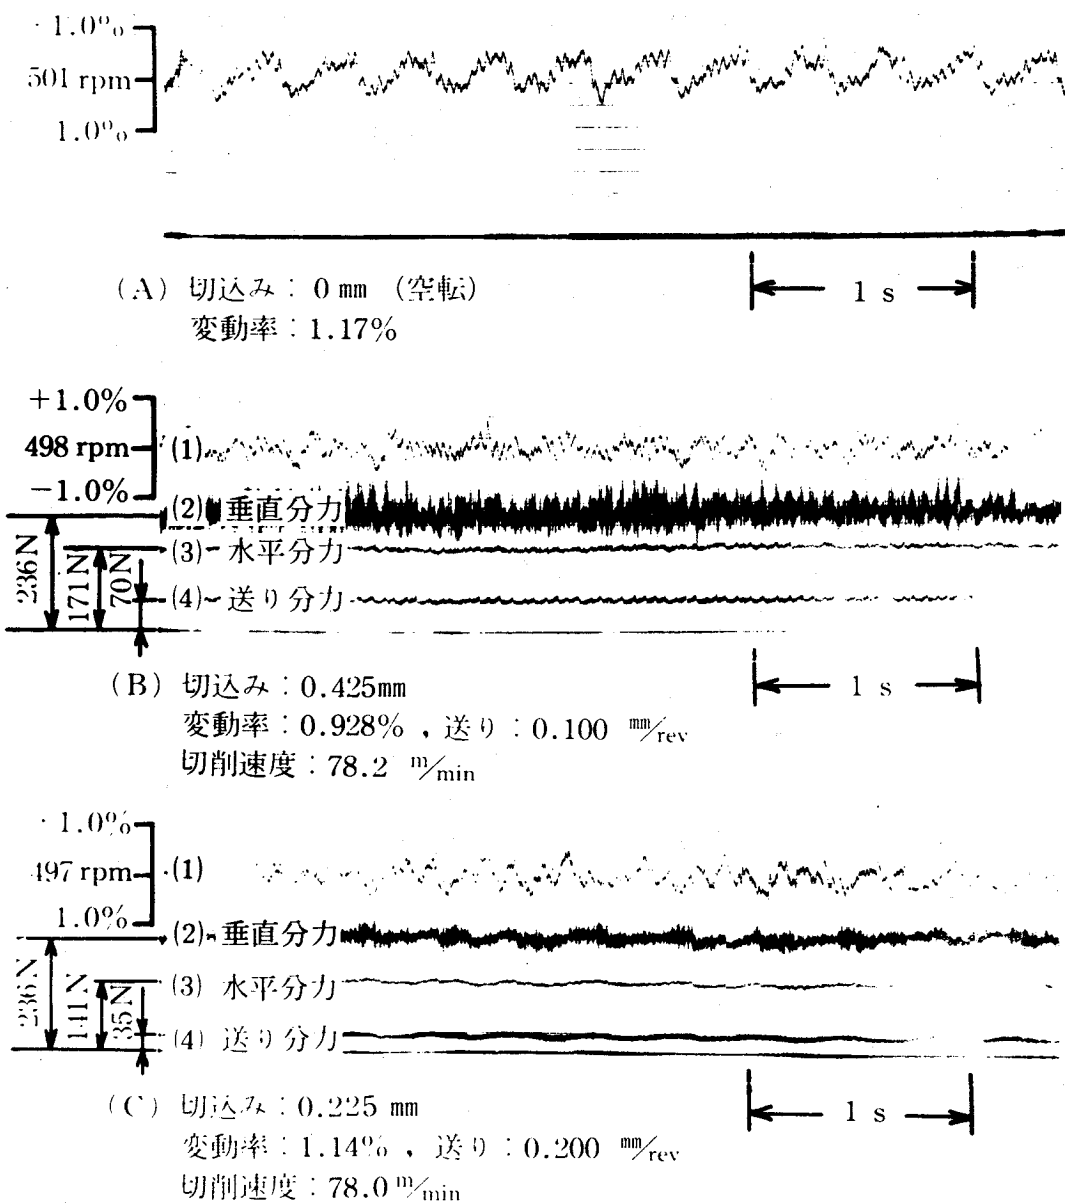 1.0%
501 rpm
1.0%
(A) 切込み：0 mm (空転)
変動率：1.17%
1 s
+1.0%
498 rpm
−1.0%
(1)
(2) 垂直分力
(3) 水平分力
(4) 送り分力
236N
171N
70N
(B) 切込み：0.425mm
変動率：0.928%，送り：0.100 mm/rev
切削速度：78.2 m/min
1 s
1.0%
497 rpm
1.0%
(1)
(2) 垂直分力
(3) 水平分力
(4) 送り分力
236N
141N
35N
(C) 切込み：0.225 mm
変動率：1.14%，送り：0.200 mm/rev
切削速度：78.0 m/min
1 s